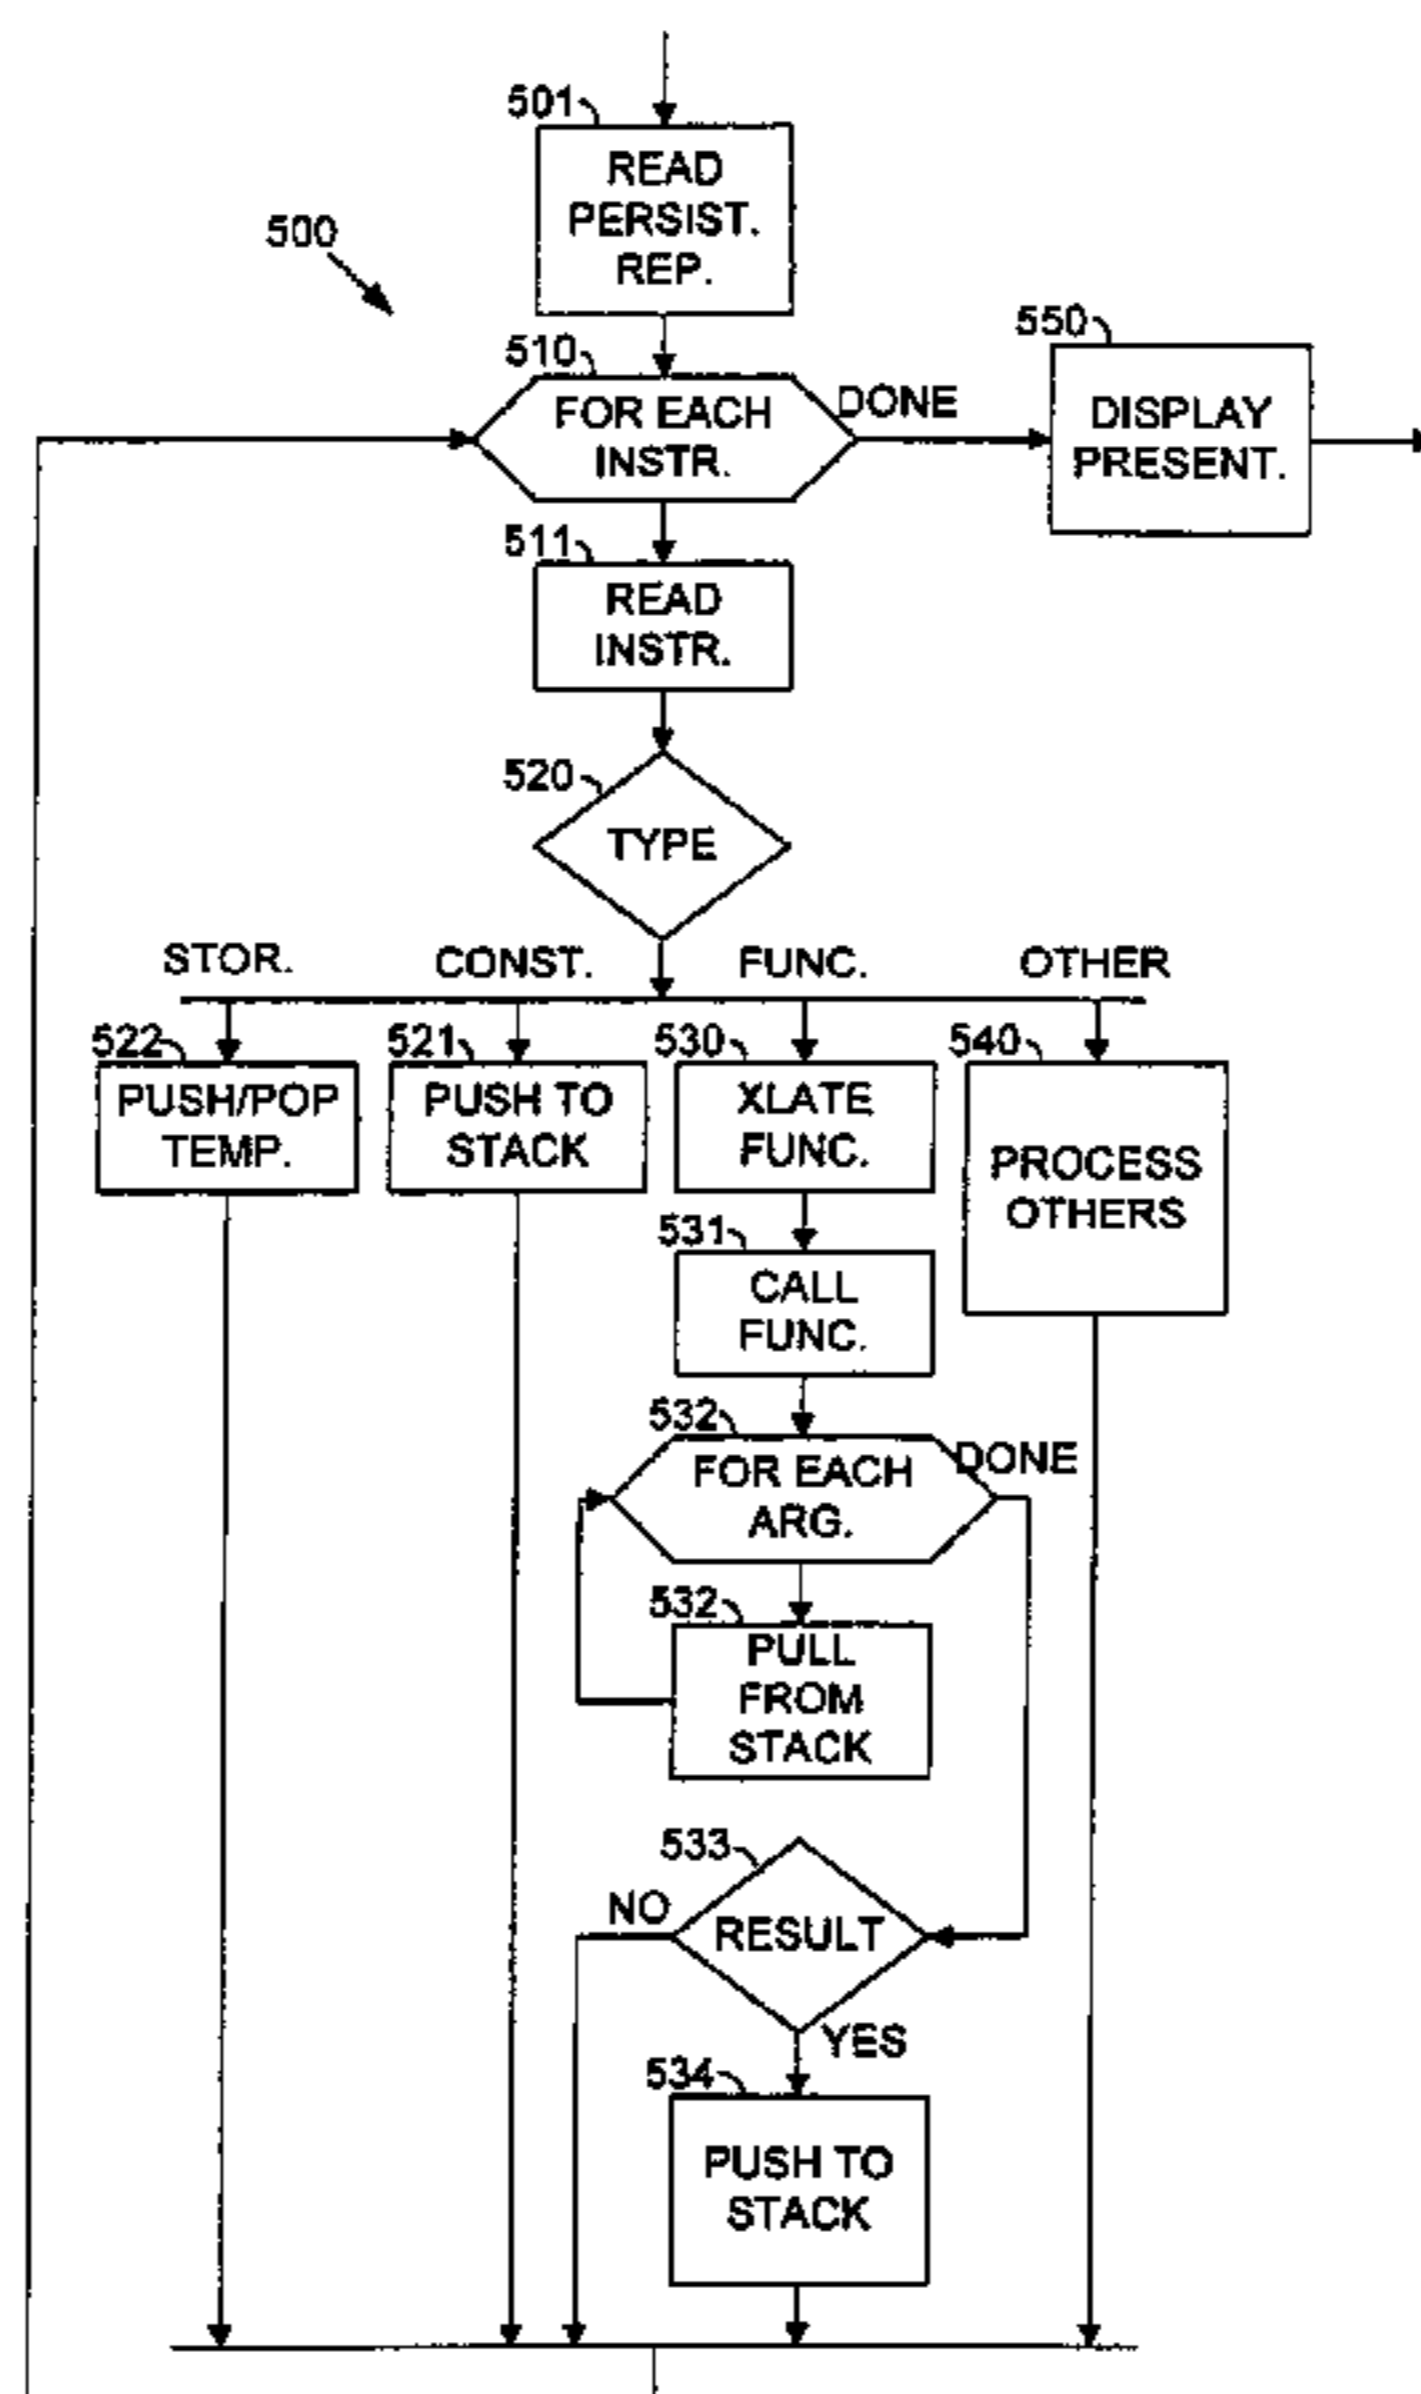 501
READ
PERSIST.
REP.
500
510
FOR EACH
INSTR.
DONE
550
DISPLAY
PRESENT.
511
READ
INSTR.
520
TYPE
STOR.
CONST.
FUNC.
OTHER
522
PUSH/POP
TEMP.
521
PUSH TO
STACK
530
XLATE
FUNC.
540
PROCESS
OTHERS
531
CALL
FUNC.
532
FOR EACH
ARG.
DONE
532
PULL
FROM
STACK
533
RESULT
NO
YES
534
PUSH TO
STACK